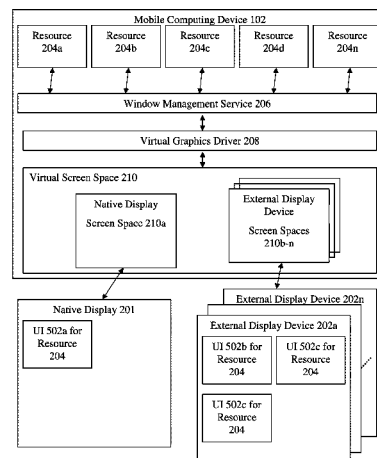 Mobile Computing Device 102
Resource
204a
Resource
204b
Resource
204c
Resource
204d
Resource
204n
Window Management Service 206
Virtual Graphics Driver 208
Virtual Screen Space 210
Native Display
Screen Space 210a
External Display
Device
Screen Spaces
210b-n
Native Display 201
UI 502a for
Resource
204
External Display Device 202n
External Display Device 202a
UI 502b for
Resource
204
UI 502c for
Resource
204
UI 502c for
Resource
204